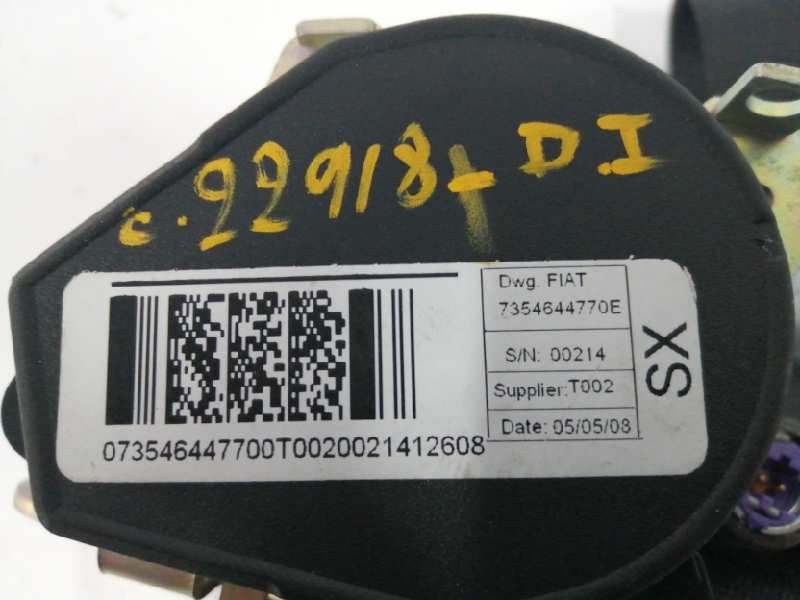 c.22918+ DI
Dwg. FIAT
7354644770E
S/N: 00214
Supplier:T002
Date: 05/05/08
SX
073546447700T0020021412608